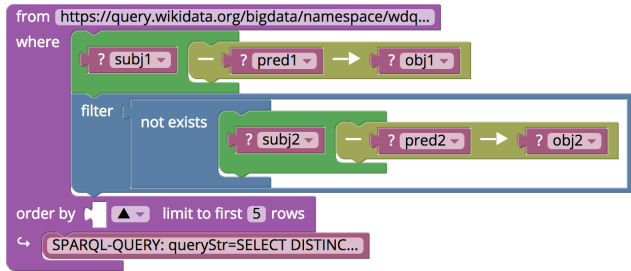 from https://query.wikidata.org/bigdata/namespace/wdq...
where
? subj1 ? pred1 ? obj1
filter
not exists
? subj2 ? pred2 ? obj2
order by ▲ limit to first 5 rows
↪ SPARQL-QUERY: queryStr=SELECT DISTINC...